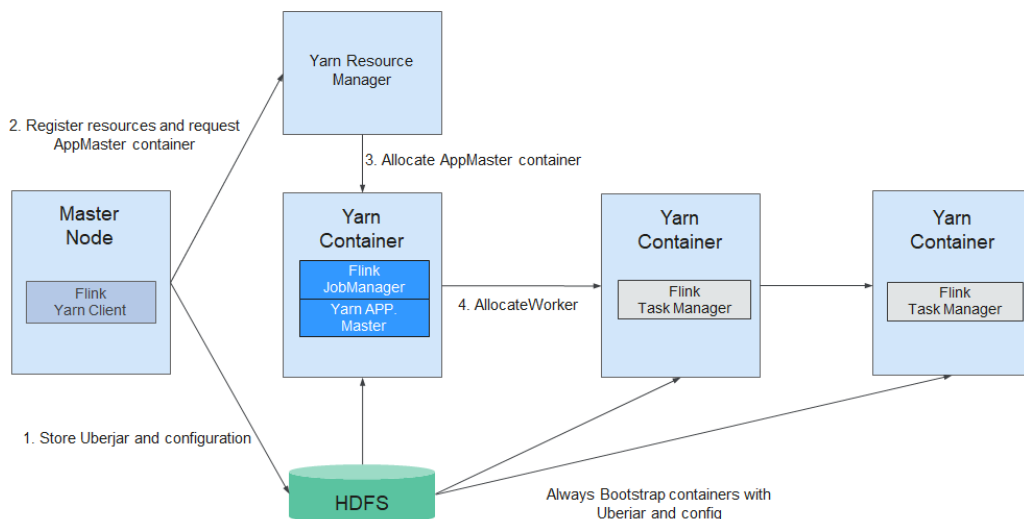 Yarn Resource
Manager
2. Register resources and request
AppMaster container
3. Allocate AppMaster container
Master
Node
Flink
Yarn Client
Yarn
Container
Flink
JobManager
Yarn APP.
Master
4. AllocateWorker
Yarn
Container
Flink
Task Manager
Yarn
Container
Flink
Task Manager
1. Store Uberjar and configuration
HDFS
Always Bootstrap containers with
Uberjar and config